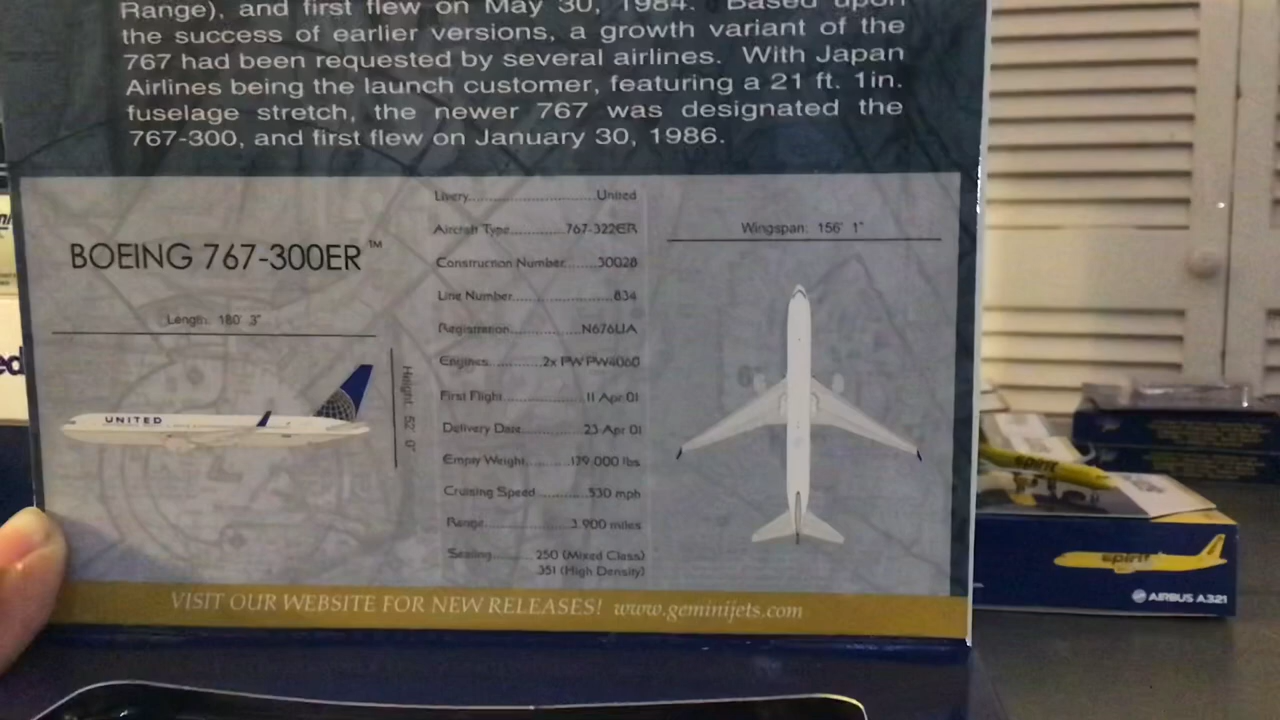 Range), and first flew on May 30, 1984. Based upon
the success of earlier versions, a growth variant of the
767 had been requested by several airlines. With Japan
Airlines being the launch customer, featuring a 21 ft. 1in.
fuselage stretch, the newer 767 was designated the
767-300, and first flew on January 30, 1986.
BOEING 767-300ER™
Length: 180' 3"
UNITED
Height 52' 0"
Livery..............................United
Aircraft Type............767-322ER
Construction Number.......30028
Line Number.......................834
Registration................N676UA
Engines............2x PW PW4060
First Flight...................11 Apr 01
Delivery Date..............23 Apr 01
Empty Weight.........139,000 lbs
Cruising Speed..........530 mph
Range...................3,900 miles
Seating.........250 (Mixed Class)
351 (High Density)
Wingspan: 156' 1"
VISIT OUR WEBSITE FOR NEW RELEASES! www.geminijets.com
ed
spirit
spirit
AIRBUS A321